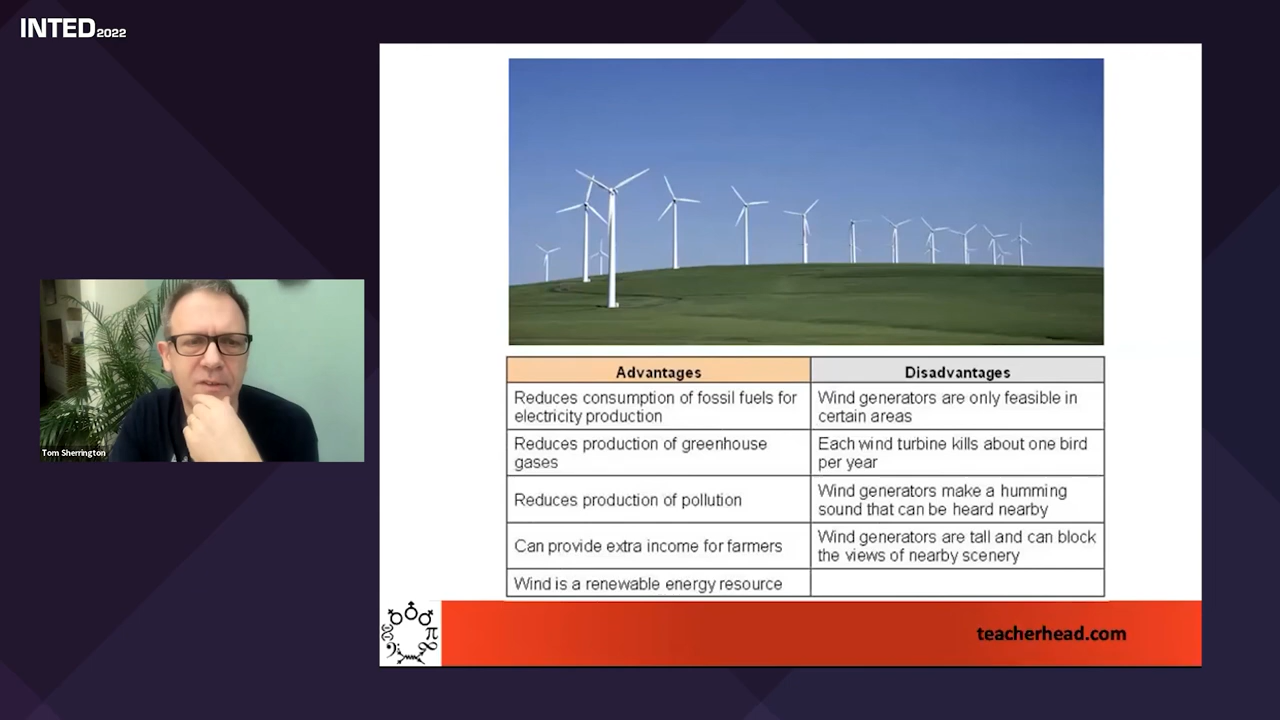 INTED2022
Advantages
Disadvantages
Reduces consumption of fossil fuels for
electricity production
Wind generators are only feasible in
certain areas
Reduces production of greenhouse
gases
Each wind turbine kills about one bird
per year
Reduces production of pollution
Wind generators make a humming
sound that can be heard nearby
Can provide extra income for farmers
Wind generators are tall and can block
the views of nearby scenery
Wind is a renewable energy resource
Tom Sherrington
π
teacherhead.com